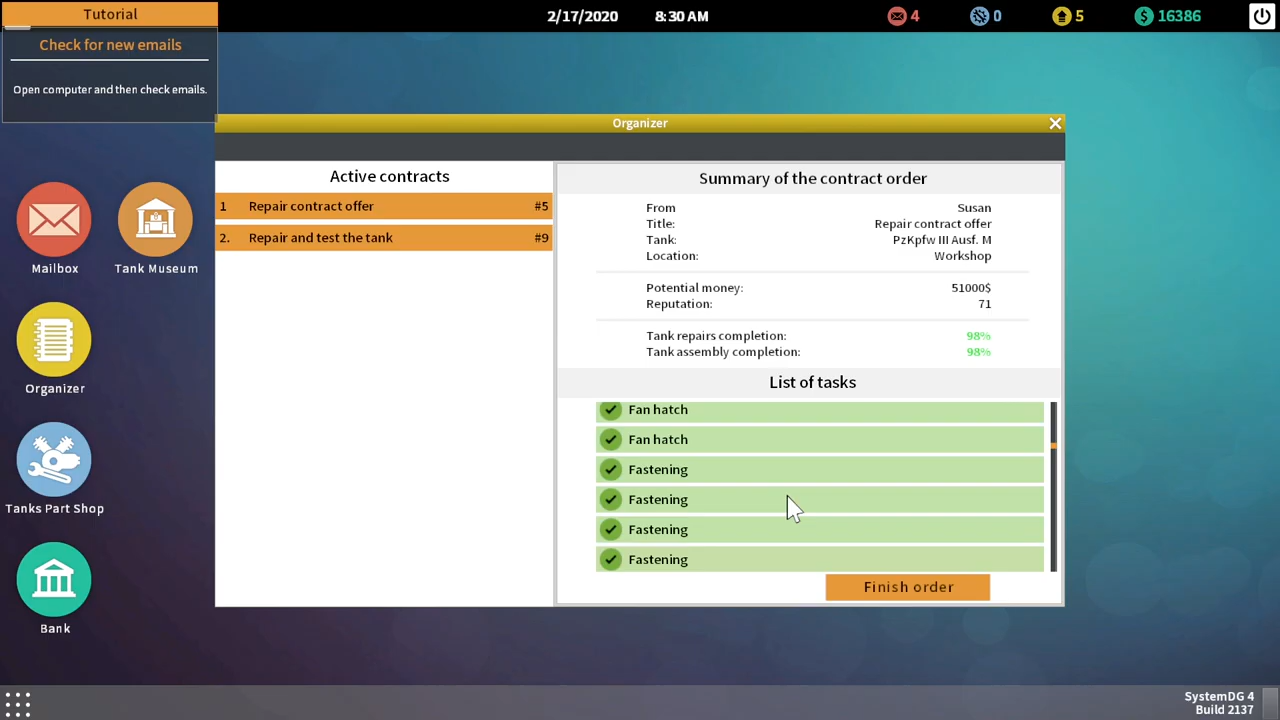 Tutorial
Check for new emails
Open computer and then check emails.
2/17/2020 8:30 AM
4 0 5 16386
Organizer
Active contracts
1 Repair contract offer #5
2. Repair and test the tank #9
Summary of the contract order
From Susan
Title: Repair contract offer
Tank: PzKpfw III Ausf. M
Location: Workshop
Potential money: 51000$
Reputation: 71
Tank repairs completion: 98%
Tank assembly completion: 98%
List of tasks
Fan hatch
Fan hatch
Fastening
Fastening
Fastening
Fastening
Finish order
Mailbox
Tank Museum
Organizer
Tanks Part Shop
Bank
SystemDG 4
Build 2137